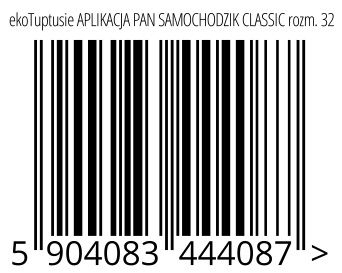 ekoTuptusie APLIKACJA PAN SAMOCHODZIK CLASSIC rozm. 32
5 904083 444087 >